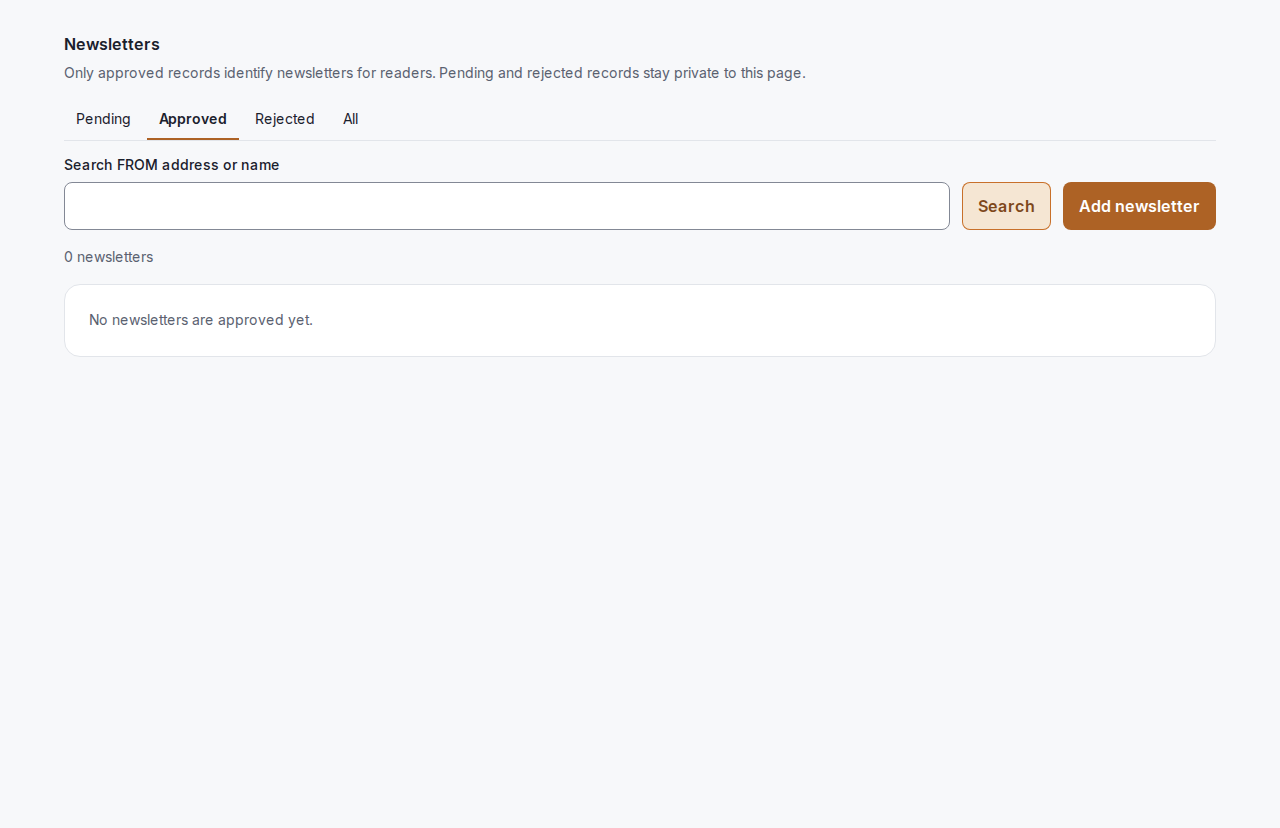 Newsletters
Only approved records identify newsletters for readers. Pending and rejected records stay private to this page.
Pending Approved Rejected All
Search FROM address or name
Search Add newsletter
0 newsletters
No newsletters are approved yet.